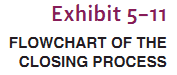 Exhibit 5–11
FLOWCHART OF THE
CLOSING PROCESS